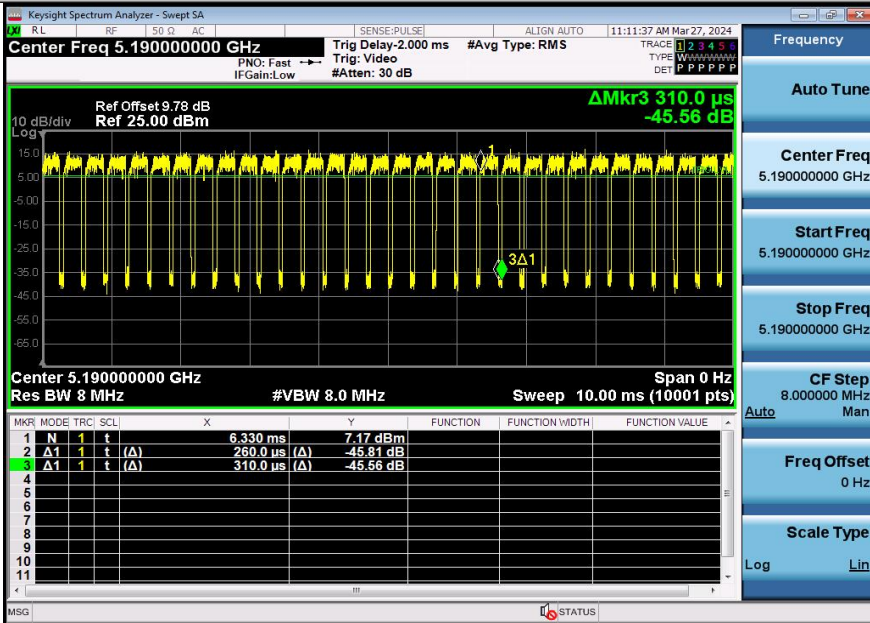 Keysight Spectrum Analyzer - Swept SA
LXI RL RF 50 Ω AC SENSE:PULSE ALIGN AUTO 11:11:37 AM Mar 27, 2024
Center Freq 5.190000000 GHz
PNO: Fast
IFGain:Low
Trig Delay-2.000 ms
Trig: Video
#Atten: 30 dB
#Avg Type: RMS
TRACE 1 2 3 4 5 6
TYPE WWWWWW
DET P P P P P P
Frequency
Auto Tune
Center Freq
5.190000000 GHz
Start Freq
5.190000000 GHz
Stop Freq
5.190000000 GHz
CF Step
8.000000 MHz
Auto Man
Freq Offset
0 Hz
Scale Type
Log Lin
ΔMkr3 310.0 µs
-45.56 dB
Ref Offset 9.78 dB
10 dB/div Ref 25.00 dBm
Log
15.0
5.00
-5.00
-15.0
-25.0
-35.0
-45.0
-55.0
-65.0
1
3Δ1
Center 5.190000000 GHz Span 0 Hz
Res BW 8 MHz #VBW 8.0 MHz Sweep 10.00 ms (10001 pts)
MKR MODE TRC SCL X Y FUNCTION FUNCTION WIDTH FUNCTION VALUE
1 N 1 t 6.330 ms 7.17 dBm
2 Δ1 1 t (Δ) 260.0 µs (Δ) -45.81 dB
3 Δ1 1 t (Δ) 310.0 µs (Δ) -45.56 dB
4
5
6
7
8
9
10
11
MSG STATUS